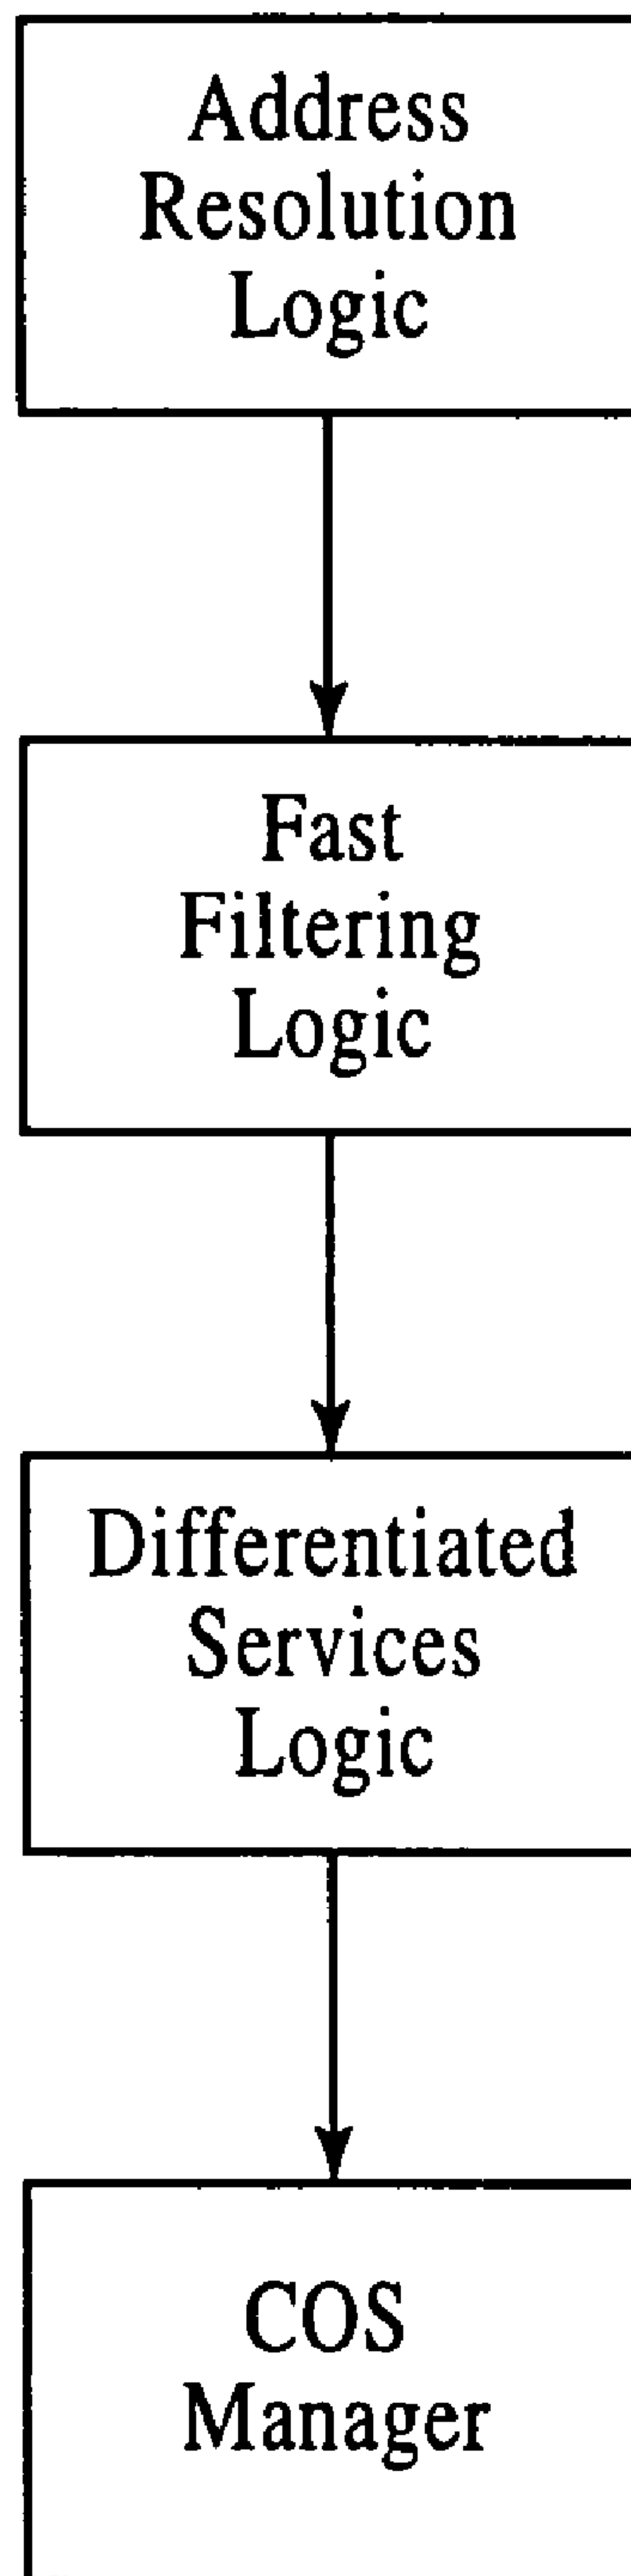 Address
Resolution
Logic
Fast
Filtering
Logic
Differentiated
Services
Logic
COS
Manager